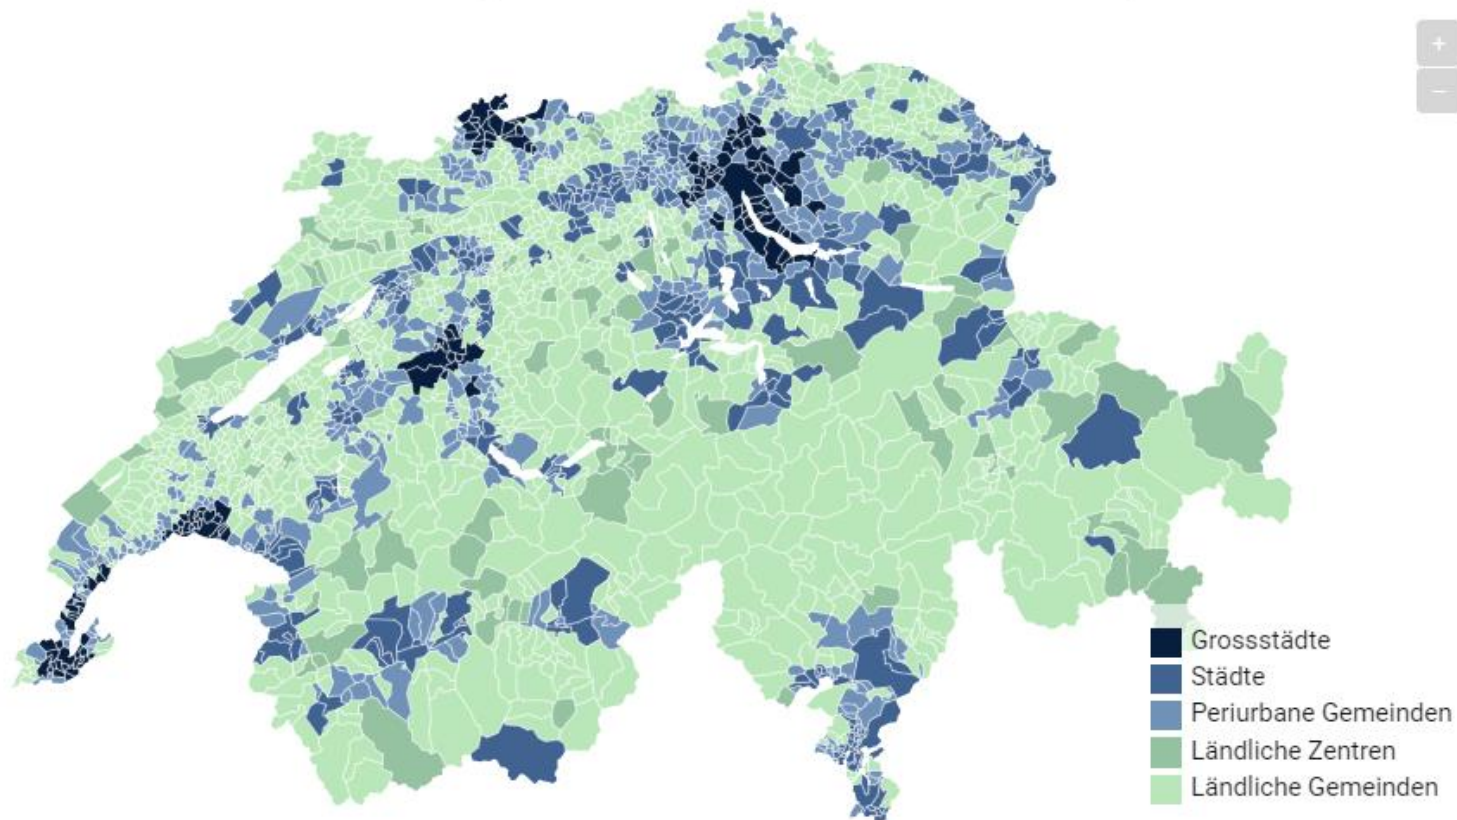 +
−
Grossstädte
Städte
Periurbane Gemeinden
Ländliche Zentren
Ländliche Gemeinden